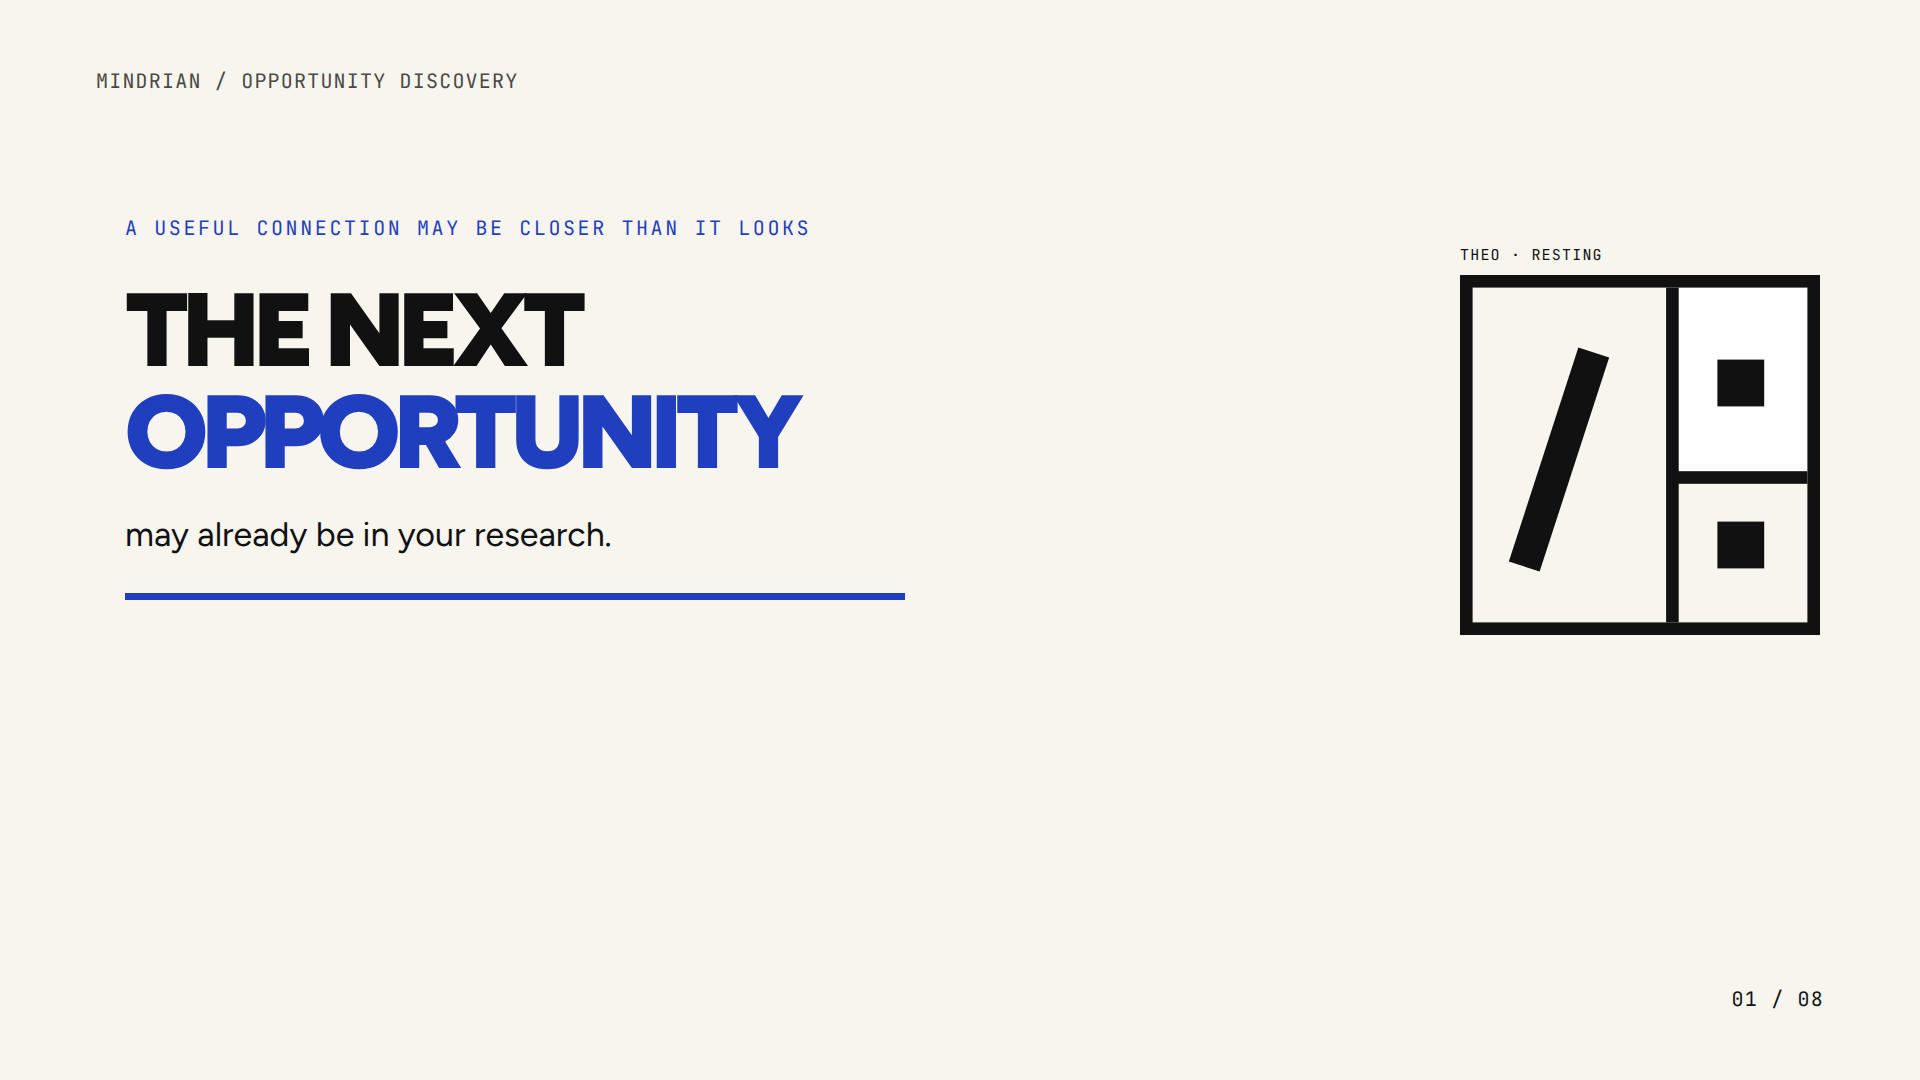 MINDRIAN / OPPORTUNITY DISCOVERY
A USEFUL CONNECTION MAY BE CLOSER THAN IT LOOKS
THE NEXT
OPPORTUNITY
may already be in your research.
THEO · RESTING
01 / 08